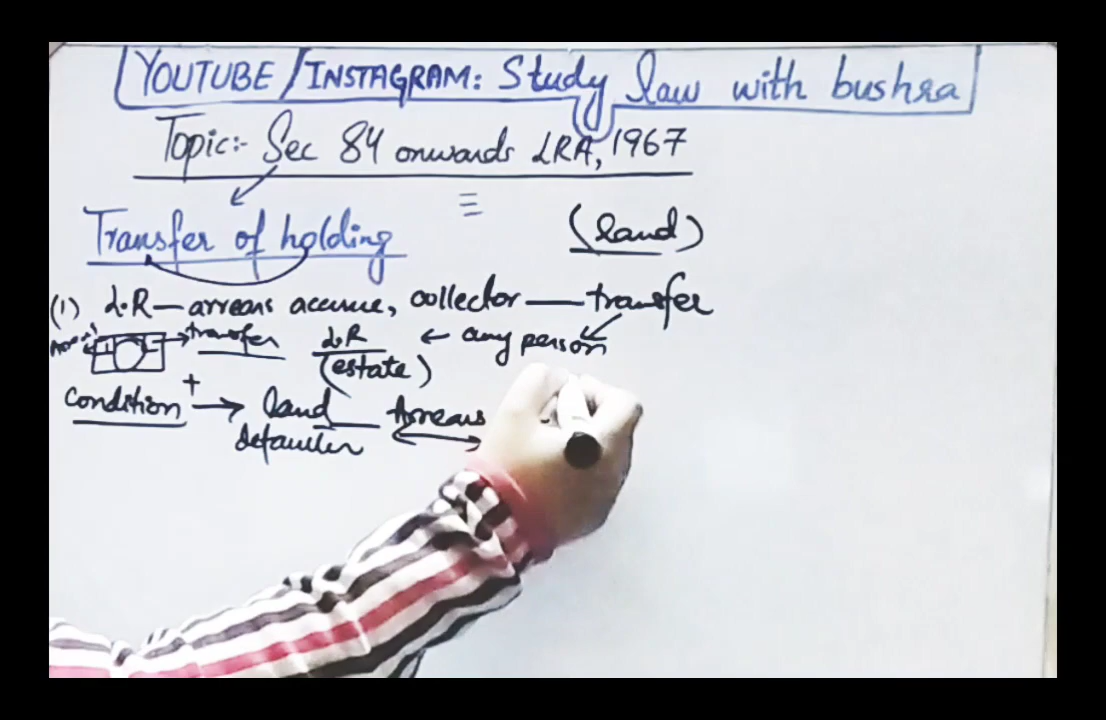 YOUTUBE/INSTAGRAM: Study law with bushra
Topic:- Sec 84 onwards LRA, 1967
Transfer of holding (land)
(1) L.R — arrears accrue, collector — transfer
transfer L.R ← any person
(estate)
Condition + → land Arrears
defaulter